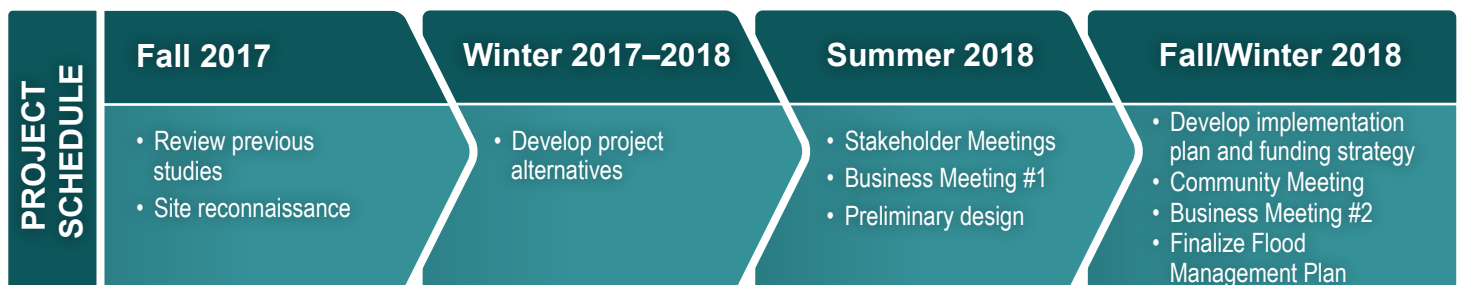 PROJECT
SCHEDULE
Fall 2017
• Review previous
studies
• Site reconnaissance
Winter 2017–2018
• Develop project
alternatives
Summer 2018
• Stakeholder Meetings
• Business Meeting #1
• Preliminary design
Fall/Winter 2018
• Develop implementation
plan and funding strategy
• Community Meeting
• Business Meeting #2
• Finalize Flood
Management Plan